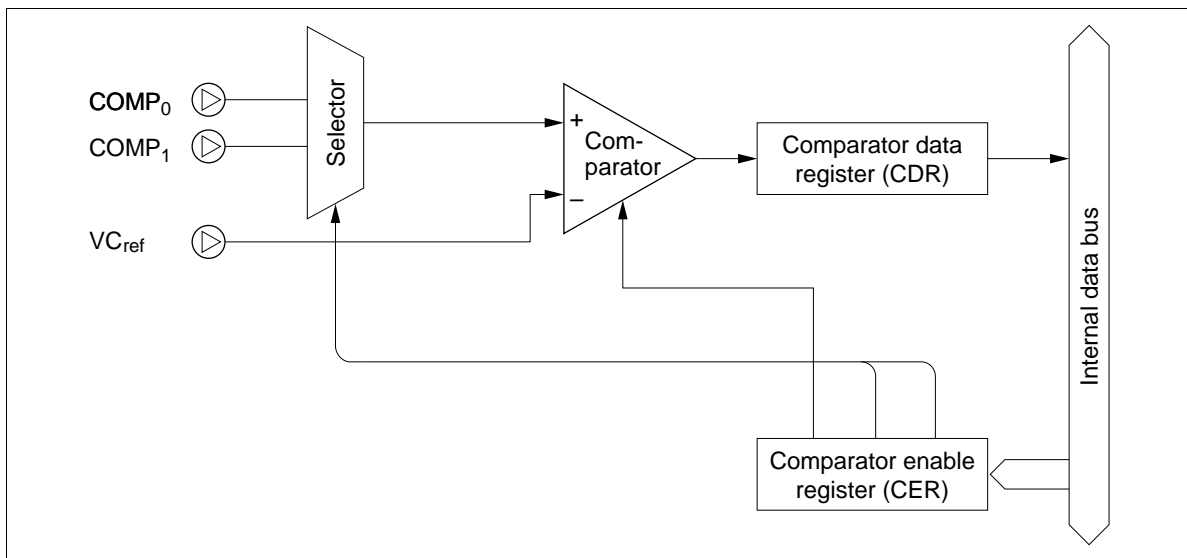 COMP₀
COMP₁
VCref
Selector
+
Com-
parator
−
Comparator data
register (CDR)
Comparator enable
register (CER)
Internal data bus